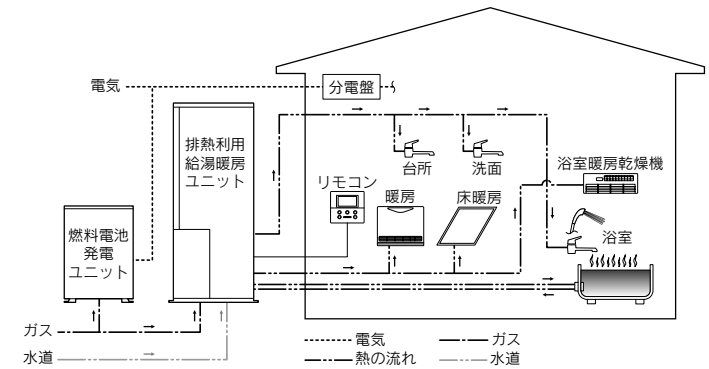 電気
分電盤
排熱利用
給湯暖房
ユニット
台所
洗面
浴室暖房乾燥機
リモコン
暖房
床暖房
燃料電池
発電
ユニット
浴室
ガス
水道
電気
ガス
熱の流れ
水道